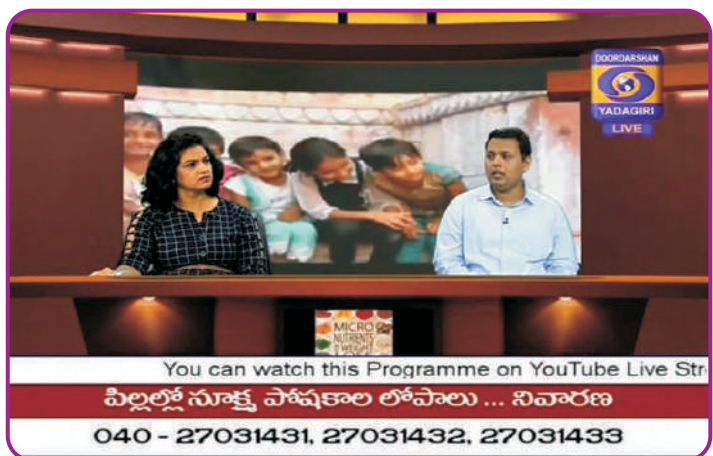 DOORDARSHAN
YADAGIRI
LIVE
MICRO
NUTRIENTS
You can watch this Programme on YouTube Live Str
పిల్లల్లో సూక్ష్మ పోషకాల లోపాలు ... నివారణ
040 - 27031431, 27031432, 27031433